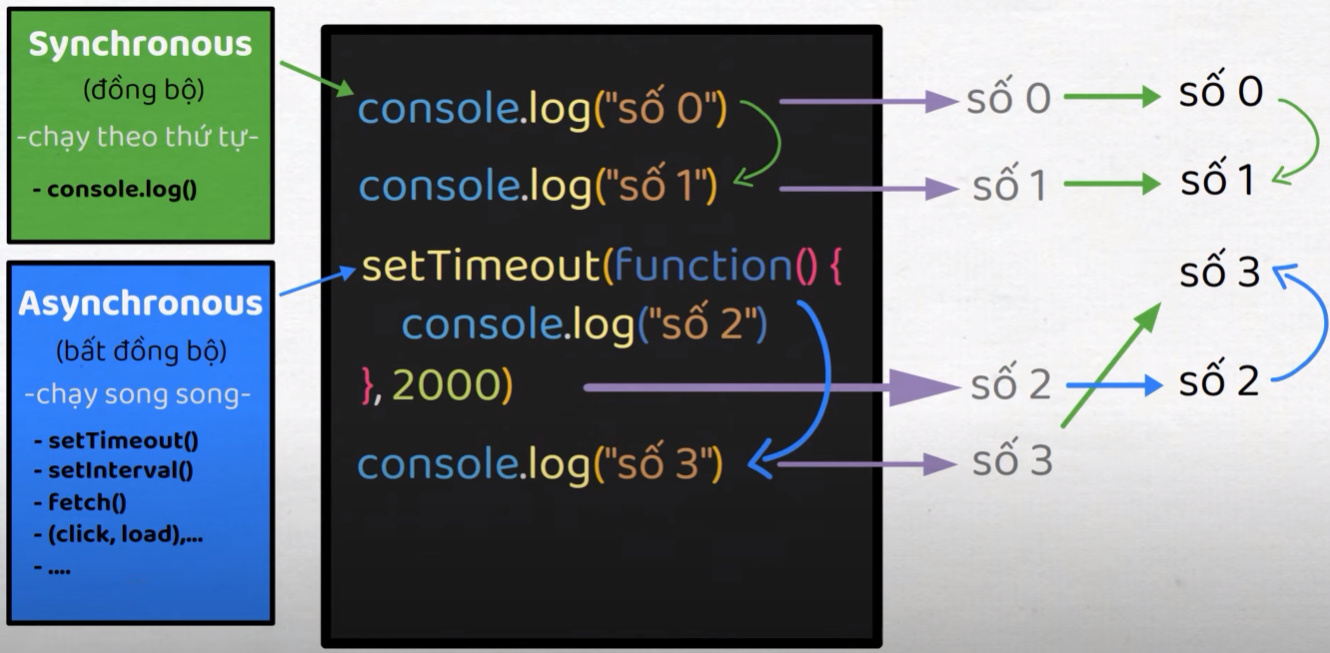 Synchronous
(đồng bộ)
-chạy theo thứ tự-
- console.log()
Asynchronous
(bất đồng bộ)
-chạy song song-
- setTimeout()
- setInterval()
- fetch()
- (click, load),...
- ....
console.log("số 0")
console.log("số 1")
setTimeout(function() {
console.log("số 2")
}, 2000)
console.log("số 3")
số 0
số 1
số 2
số 3
số 0
số 1
số 3
số 2